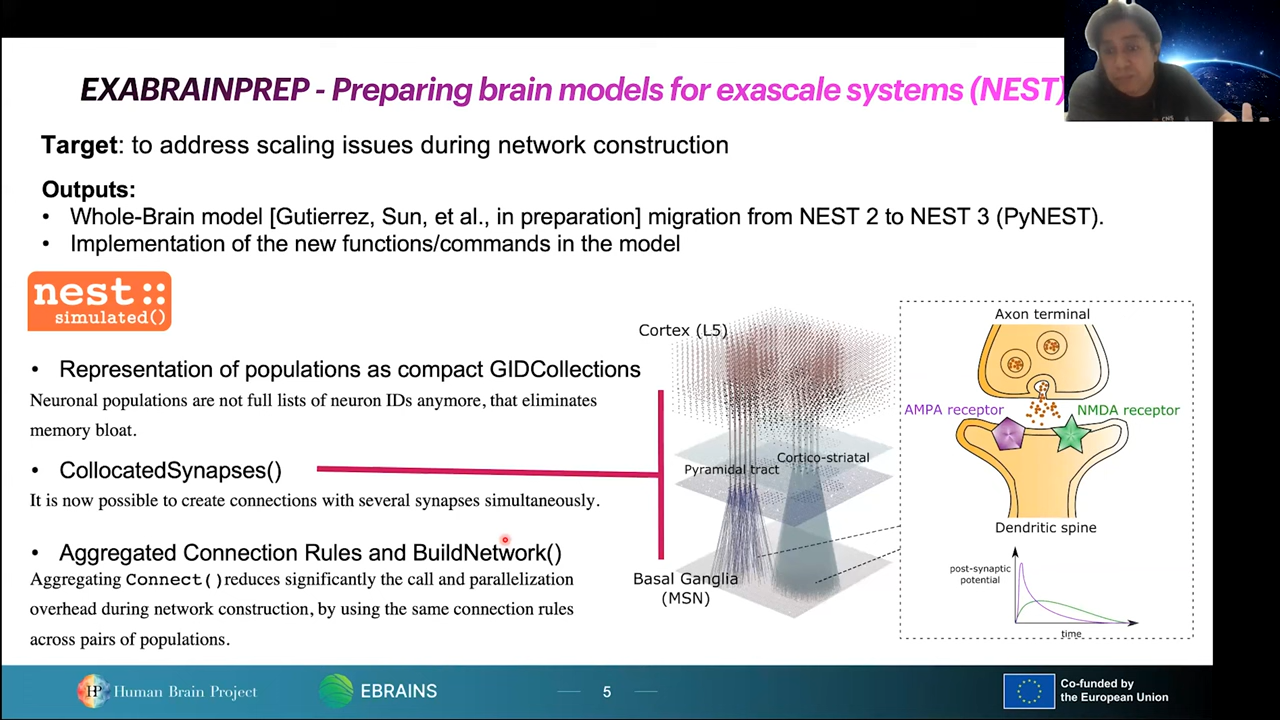 EXABRAINPREP - Preparing brain models for exascale systems (NEST)
Target: to address scaling issues during network construction
Outputs:
• Whole-Brain model [Gutierrez, Sun, et al., in preparation] migration from NEST 2 to NEST 3 (PyNEST).
• Implementation of the new functions/commands in the model
nest::
simulated()
• Representation of populations as compact GIDCollections
Neuronal populations are not full lists of neuron IDs anymore, that eliminates
memory bloat.
• CollocatedSynapses()
It is now possible to create connections with several synapses simultaneously.
• Aggregated Connection Rules and BuildNetwork()
Aggregating Connect() reduces significantly the call and parallelization
overhead during network construction, by using the same connection rules
across pairs of populations.
Cortex (L5)
Pyramidal tract
Cortico-striatal
Basal Ganglia
(MSN)
Axon terminal
AMPA receptor
NMDA receptor
Dendritic spine
post-synaptic
potential
time
HP Human Brain Project
EBRAINS
5
Co-funded by
the European Union